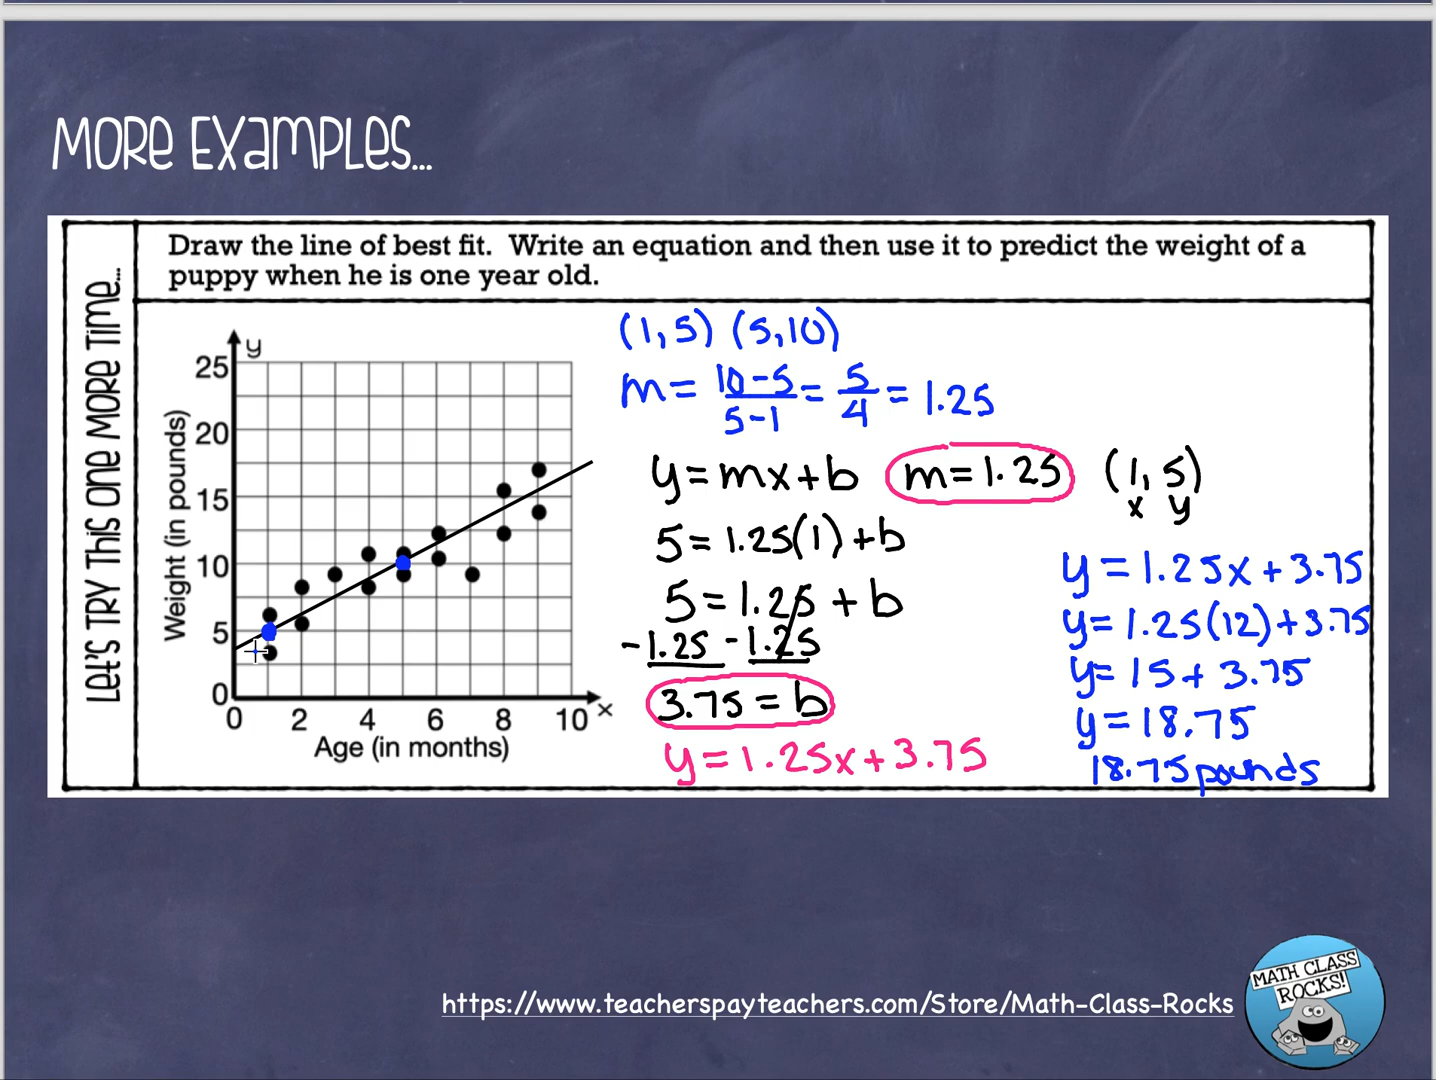 MORE EXAMPLES...
LET'S TRY THIS ONE MORE TIME...
Draw the line of best fit. Write an equation and then use it to predict the weight of a
puppy when he is one year old.
y
25
20
15
10
5
0
0 2 4 6 8 10 x
Weight (in pounds)
Age (in months)
(1,5) (5,10)
m = 10-5/5-1 = 5/4 = 1.25
y = mx + b m = 1.25 (1, 5)
x y
5 = 1.25(1) + b
5 = 1.25 + b
-1.25 -1.25
3.75 = b
y = 1.25x + 3.75
y = 1.25x + 3.75
y = 1.25(12) + 3.75
y = 15 + 3.75
y = 18.75
18.75 pounds
https://www.teacherspayteachers.com/Store/Math-Class-Rocks
MATH CLASS
ROCKS!